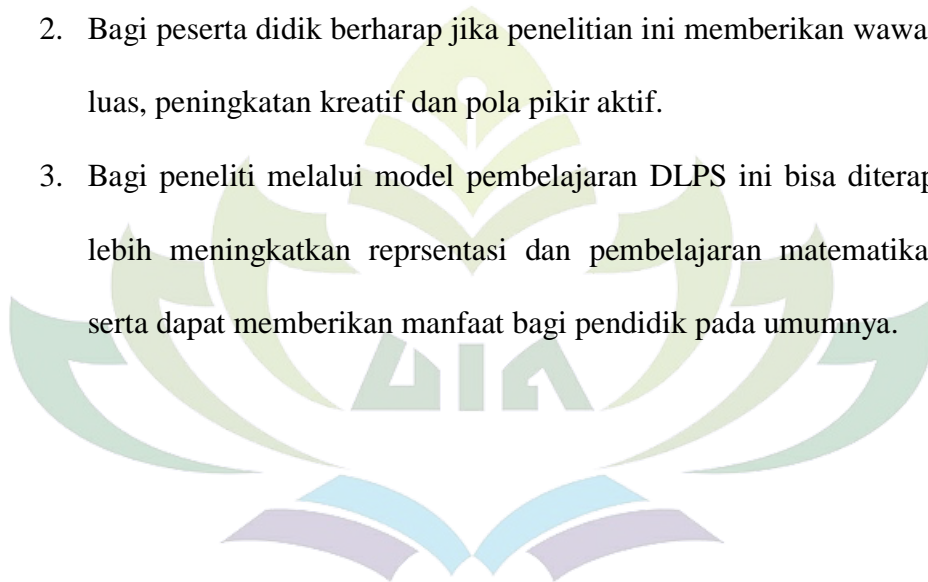 2. Bagi peserta didik berharap jika penelitian ini memberikan wawa
luas, peningkatan kreatif dan pola pikir aktif.
3. Bagi peneliti melalui model pembelajaran DLPS ini bisa diterap
lebih meningkatkan reprsentasi dan pembelajaran matematika
serta dapat memberikan manfaat bagi pendidik pada umumnya.
UIN